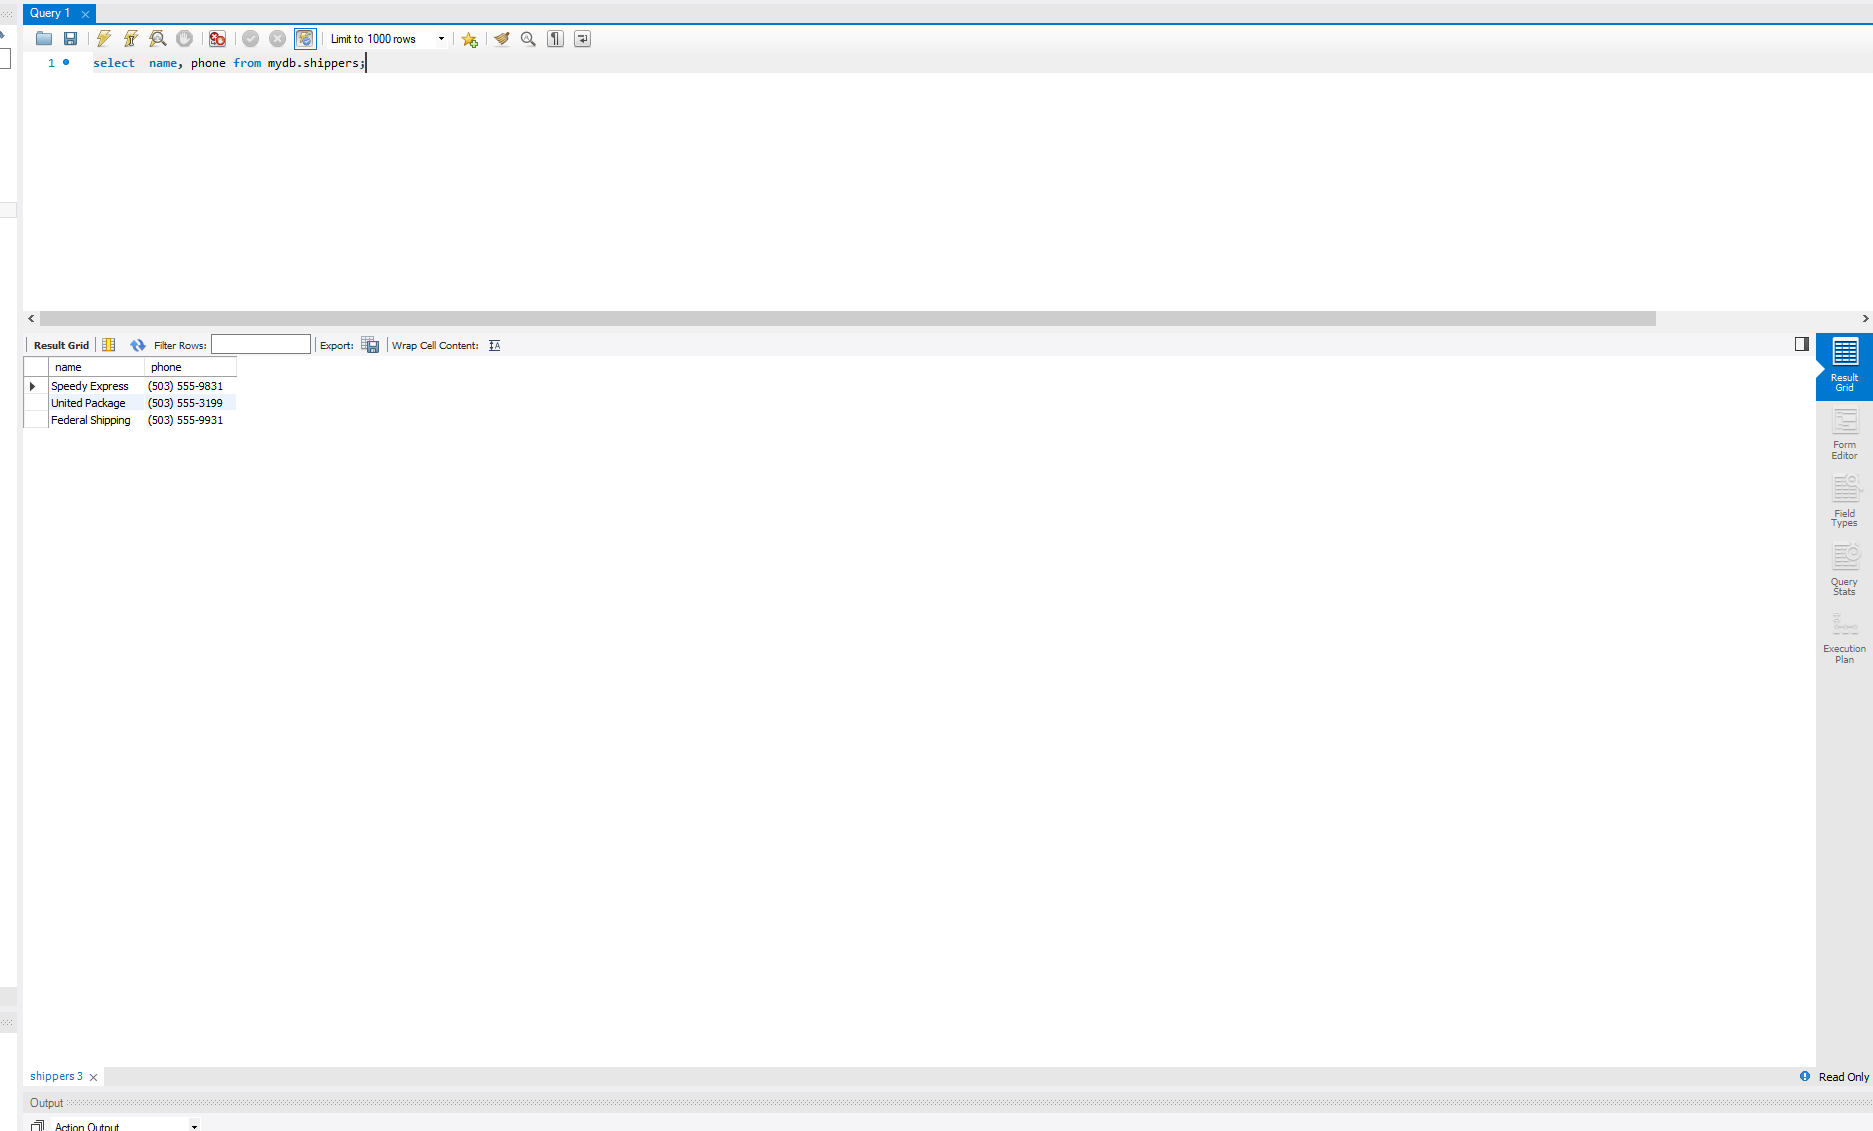 Query 1
Limit to 1000 rows
1 select  name, phone from mydb.shippers;
Result Grid Filter Rows: Export: Wrap Cell Content:
name phone
Speedy Express (503) 555-9831
United Package (503) 555-3199
Federal Shipping (503) 555-9931
Result
Grid
Form
Editor
Field
Types
Query
Stats
Execution
Plan
shippers 3
Read Only
Output
Action Output